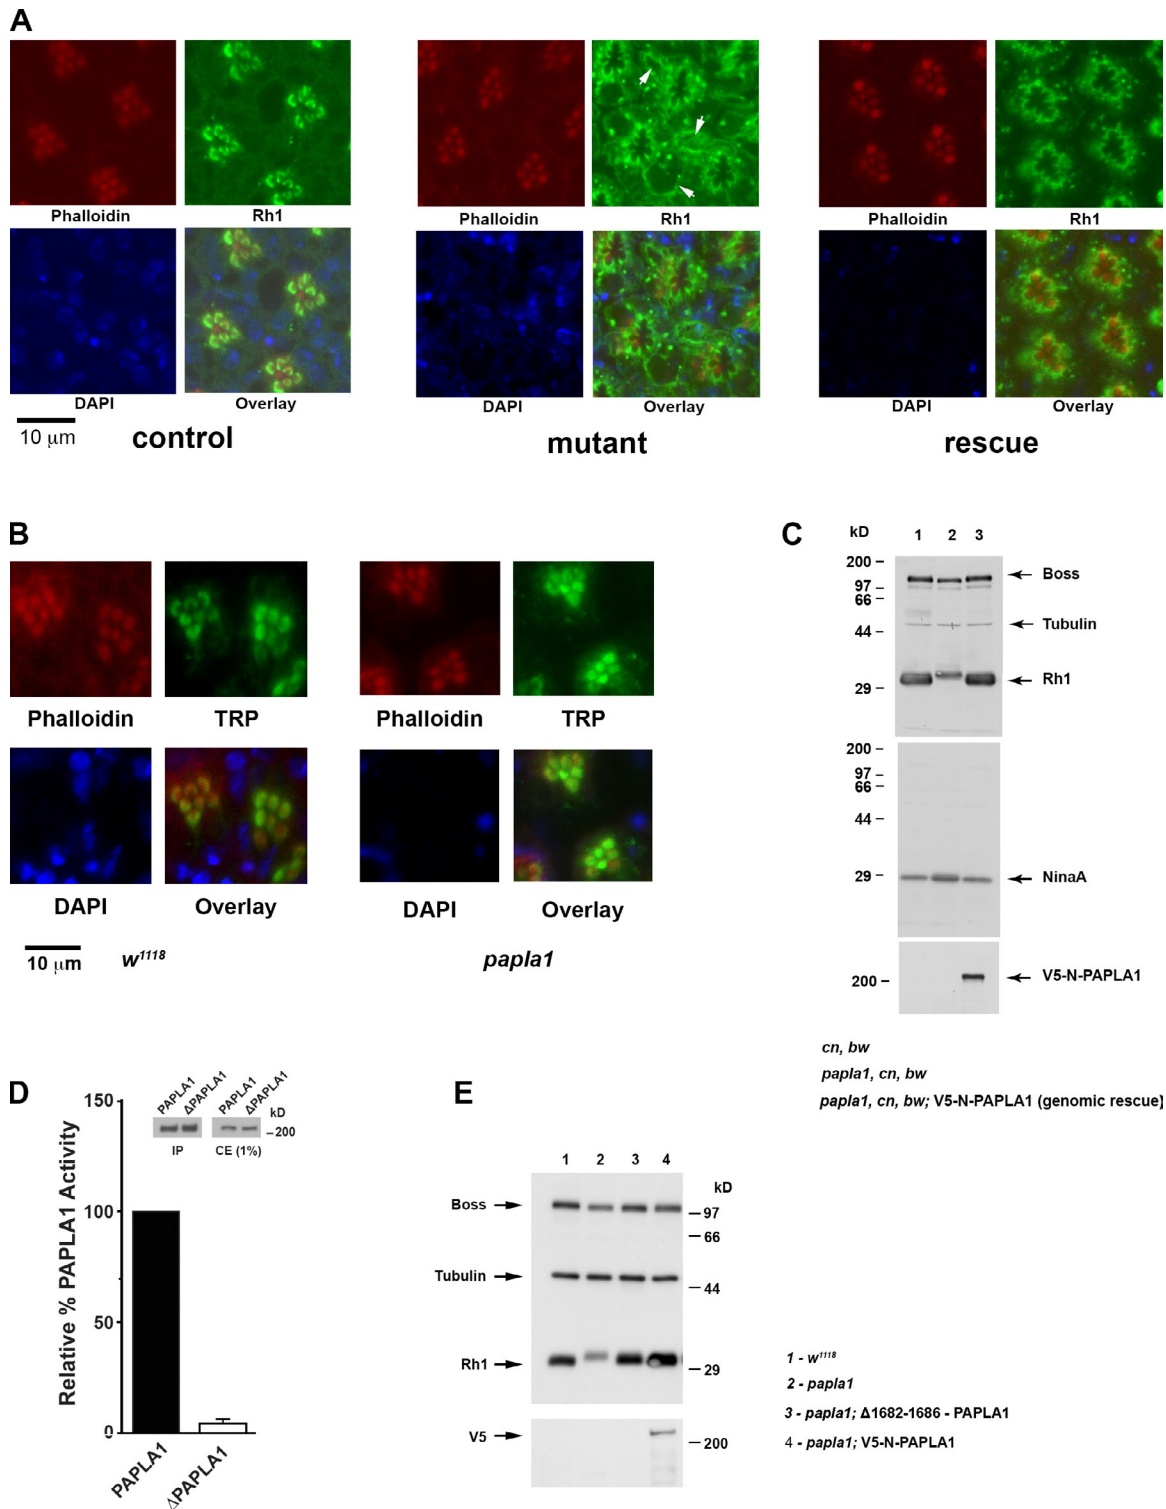 A
Phalloidin
Rh1
Phalloidin
Rh1
Phalloidin
Rh1
DAPI
Overlay
DAPI
Overlay
DAPI
Overlay
10 μm
control
mutant
rescue
B
Phalloidin
TRP
Phalloidin
TRP
DAPI
Overlay
DAPI
Overlay
10 μm
w1118
papla1
C
kD
1 2 3
200
97
66
44
29
Boss
Tubulin
Rh1
200
97
66
44
29
NinaA
200
V5-N-PAPLA1
cn, bw
papla1, cn, bw
papla1, cn, bw; V5-N-PAPLA1 (genomic rescue)
D
Relative % PAPLA1 Activity
150
100
50
0
PAPLA1
ΔPAPLA1
PAPLA1
ΔPAPLA1
kD
200
IP
CE (1%)
PAPLA1
ΔPAPLA1
E
1 2 3 4
kD
Boss
97
66
Tubulin
44
Rh1
29
V5
200
1 - w1118
2 - papla1
3 - papla1; Δ1682-1686 - PAPLA1
4 - papla1; V5-N-PAPLA1